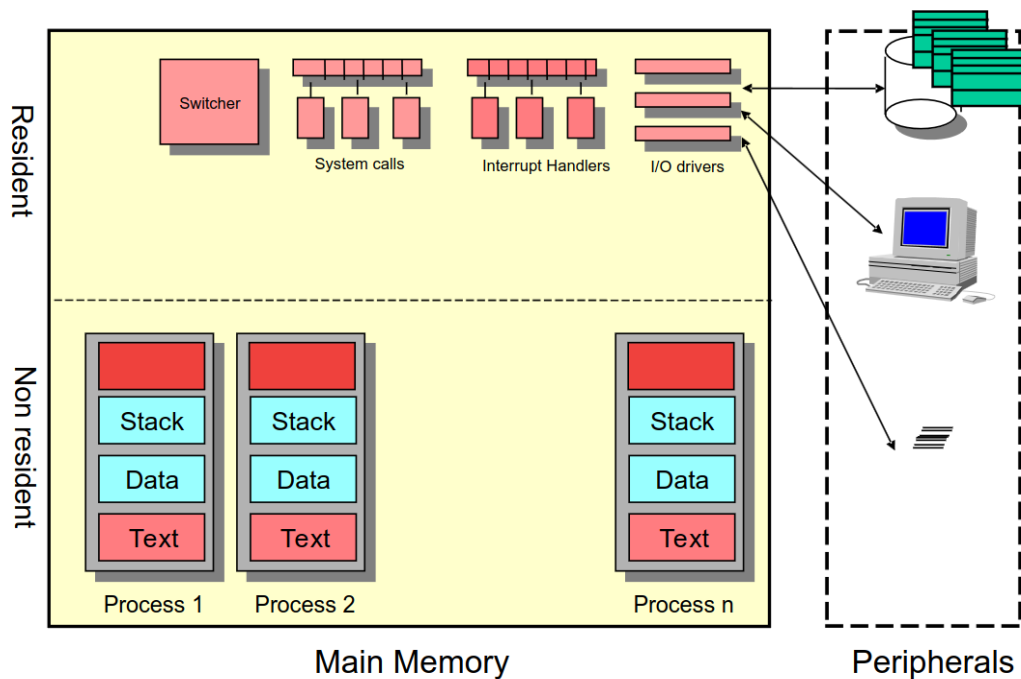 Resident
Switcher
System calls
Interrupt Handlers
I/O drivers
Non resident
Stack
Data
Text
Process 1
Stack
Data
Text
Process 2
Stack
Data
Text
Process n
Main Memory
Peripherals